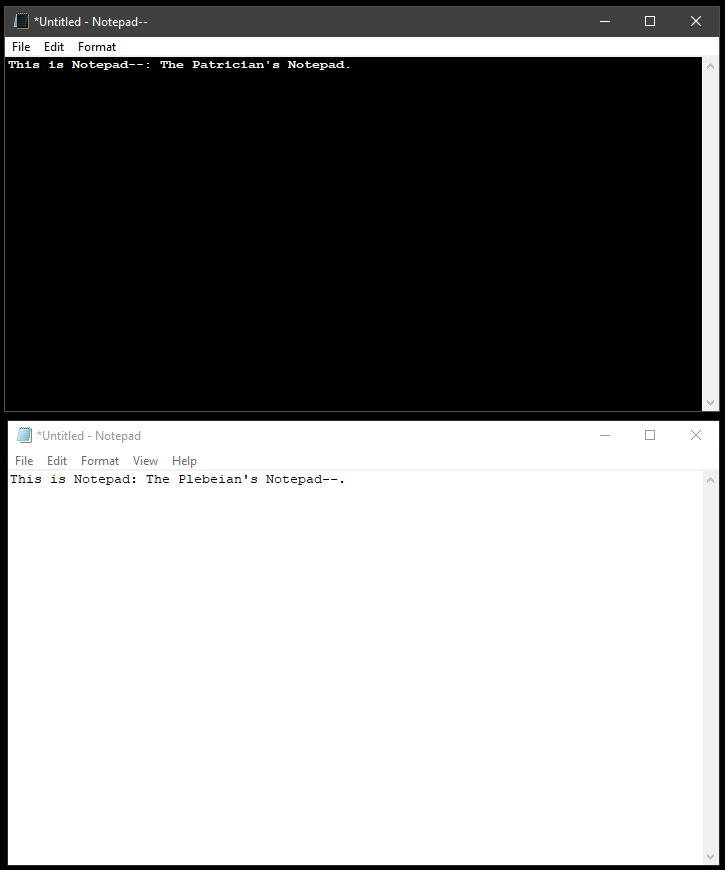 *Untitled - Notepad--
File Edit Format
This is Notepad--: The Patrician's Notepad.
*Untitled - Notepad
File Edit Format View Help
This is Notepad: The Plebeian's Notepad--.